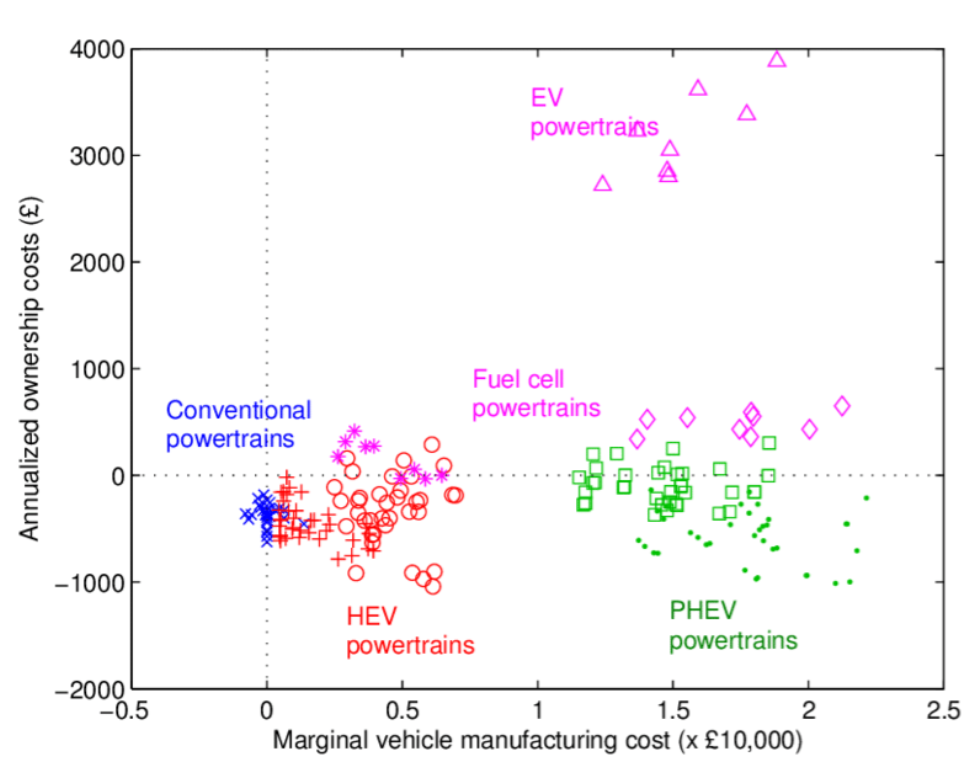 4000
3000
2000
1000
0
−1000
−2000
−0.5
0
0.5
1
1.5
2
2.5
Annualized ownership costs (£)
Marginal vehicle manufacturing cost (x £10,000)
EV
powertrains
Fuel cell
powertrains
Conventional
powertrains
HEV
powertrains
PHEV
powertrains